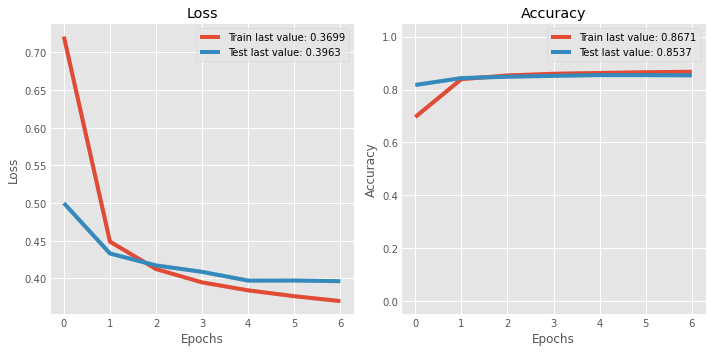 Loss
Train last value: 0.3699
Test last value: 0.3963
0.70
0.65
0.60
0.55
0.50
0.45
0.40
Loss
0 1 2 3 4 5 6
Epochs
Accuracy
Train last value: 0.8671
Test last value: 0.8537
1.0
0.8
0.6
0.4
0.2
0.0
Accuracy
0 1 2 3 4 5 6
Epochs